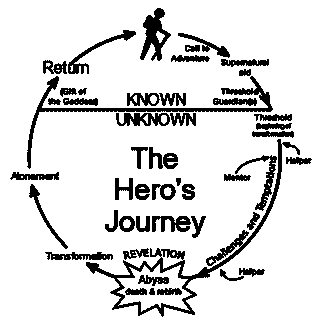 Call to
Adventure
Supernatural
aid
Return
(Gift of
the Goddess)
Threshold
Guardian(s)
KNOWN
UNKNOWN
Threshold
(beginning of
transformation)
Helper
Mentor
The
Hero's
Journey
Challenges and Temptations
Helper
REVELATION
Abyss
death & rebirth
Transformation
Atonement